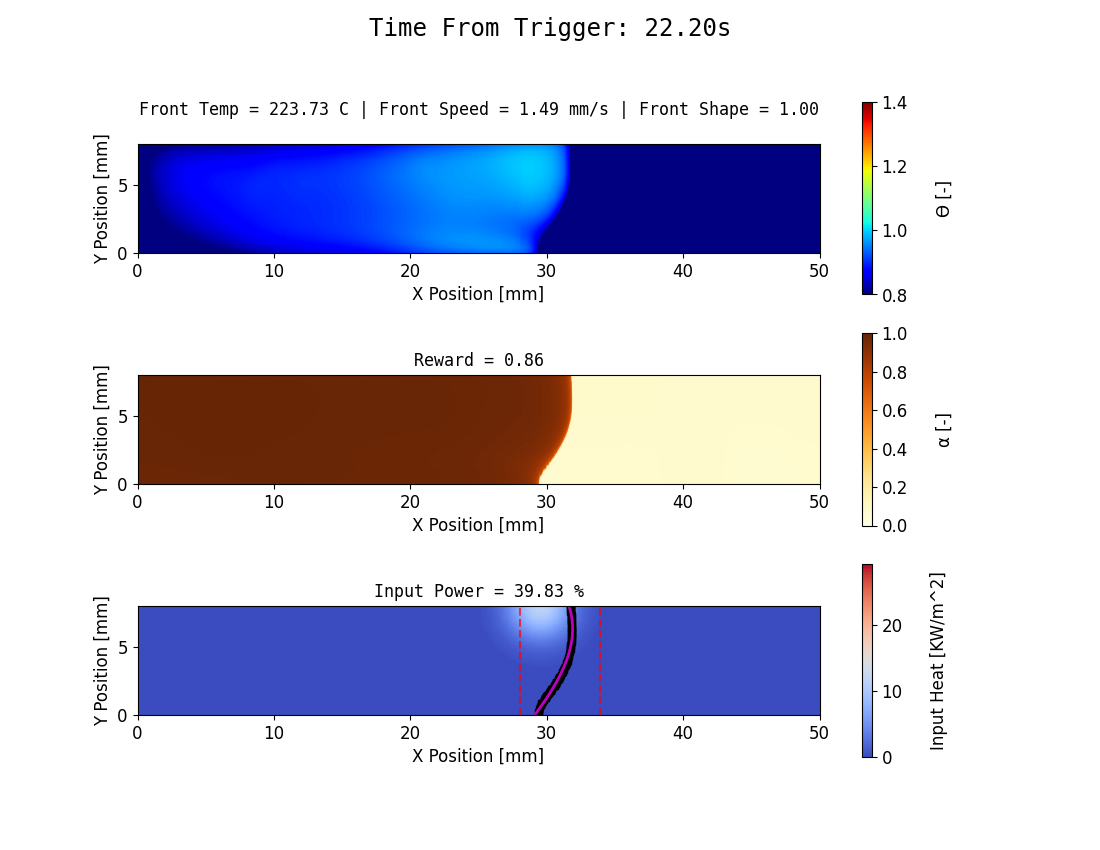 Time From Trigger: 22.20s
Front Temp = 223.73 C | Front Speed = 1.49 mm/s | Front Shape = 1.00
Y Position [mm]
5
0
0 10 20 30 40 50
X Position [mm]
1.4
1.2
1.0
0.8
Θ [-]
Reward = 0.86
Y Position [mm]
5
0
0 10 20 30 40 50
X Position [mm]
1.0
0.8
0.6
0.4
0.2
0.0
α [-]
Input Power = 39.83 %
Y Position [mm]
5
0
0 10 20 30 40 50
X Position [mm]
20
10
0
Input Heat [KW/m^2]